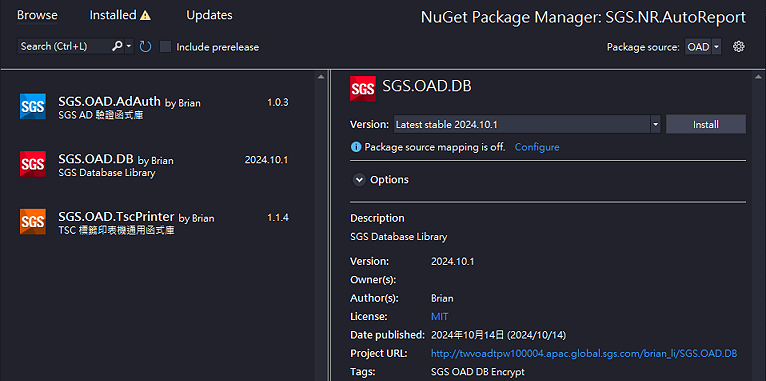 Browse Installed Updates NuGet Package Manager: SGS.NR.AutoReport
Search (Ctrl+L) Include prerelease Package source: OAD
SGS SGS.OAD.AdAuth by Brian 1.0.3
SGS AD 驗證函式庫
SGS SGS.OAD.DB by Brian 2024.10.1
SGS Database Library
SGS SGS.OAD.TscPrinter by Brian 1.1.4
TSC 標籤印表機通用函式庫
SGS SGS.OAD.DB
Version: Latest stable 2024.10.1 Install
Package source mapping is off. Configure
Options
Description
SGS Database Library
Version: 2024.10.1
Owner(s):
Author(s): Brian
License: MIT
Date published: 2024年10月14日 (2024/10/14)
Project URL: http://twvoadtpw100004.apac.global.sgs.com/brian_li/SGS.OAD.DB
Tags: SGS OAD DB Encrypt